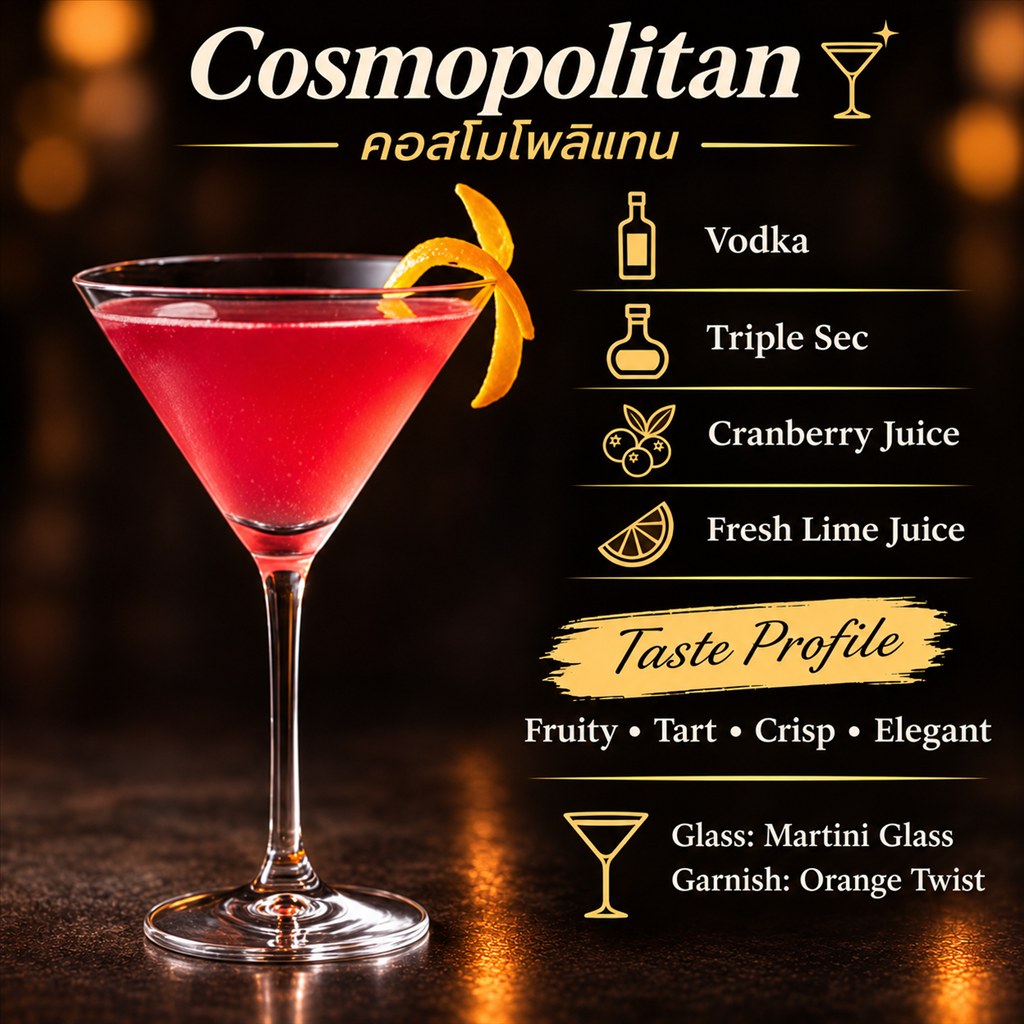 Cosmopolitan
คอสโมโพลิแทน
Vodka
Triple Sec
Cranberry Juice
Fresh Lime Juice
Taste Profile
Fruity • Tart • Crisp • Elegant
Glass: Martini Glass
Garnish: Orange Twist